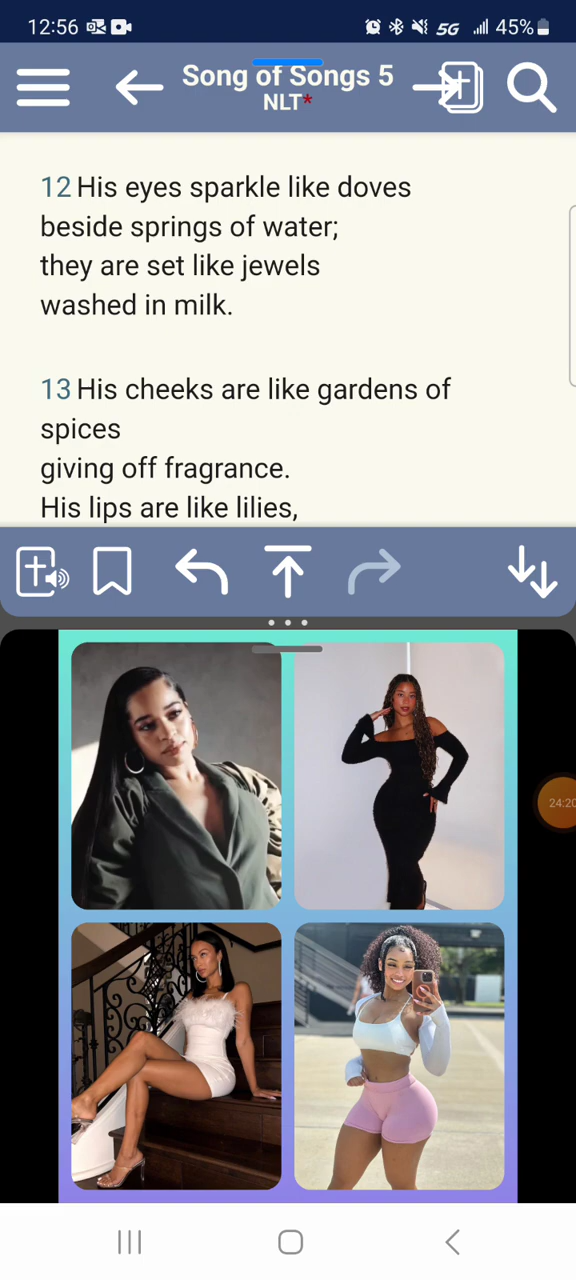 12:56
5G
45%
Song of Songs 5
NLT*
12 His eyes sparkle like doves
beside springs of water;
they are set like jewels
washed in milk.
13 His cheeks are like gardens of
spices
giving off fragrance.
His lips are like lilies,
24:20